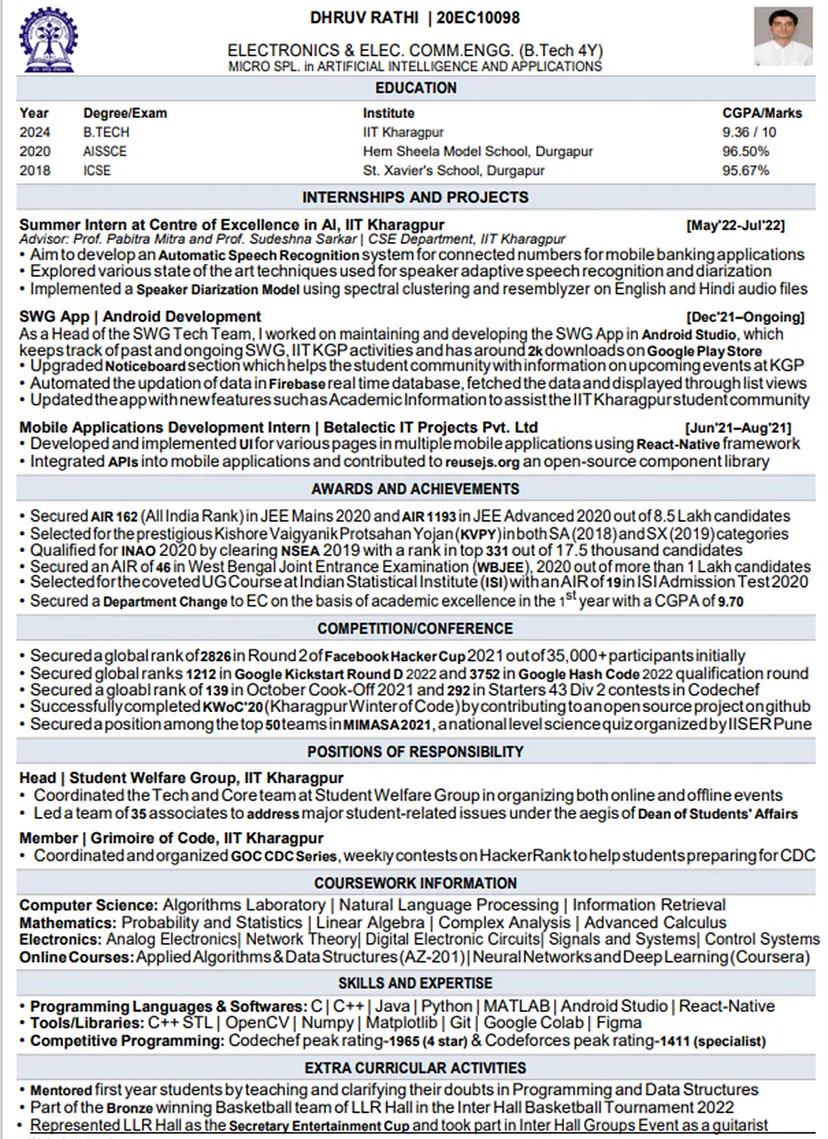 DHRUV RATHI | 20EC10098
ELECTRONICS & ELEC. COMM.ENGG. (B.Tech 4Y)
MICRO SPL. in ARTIFICIAL INTELLIGENCE AND APPLICATIONS
EDUCATION
Year Degree/Exam Institute CGPA/Marks
2024 B.TECH IIT Kharagpur 9.36 / 10
2020 AISSCE Hem Sheela Model School, Durgapur 96.50%
2018 ICSE St. Xavier's School, Durgapur 95.67%
INTERNSHIPS AND PROJECTS
Summer Intern at Centre of Excellence in AI, IIT Kharagpur [May'22-Jul'22]
Advisor: Prof. Pabitra Mitra and Prof. Sudeshna Sarkar | CSE Department, IIT Kharagpur
• Aim to develop an Automatic Speech Recognition system for connected numbers for mobile banking applications
• Explored various state of the art techniques used for speaker adaptive speech recognition and diarization
• Implemented a Speaker Diarization Model using spectral clustering and resemblyzer on English and Hindi audio files
SWG App | Android Development [Dec'21–Ongoing]
As a Head of the SWG Tech Team, I worked on maintaining and developing the SWG App in Android Studio, which
keeps track of past and ongoing SWG, IIT KGP activities and has around 2k downloads on Google Play Store
• Upgraded Noticeboard section which helps the student community with information on upcoming events at KGP
• Automated the updation of data in Firebase real time database, fetched the data and displayed through list views
• Updated the app with new features such as Academic Information to assist the IIT Kharagpur student community
Mobile Applications Development Intern | Betalectic IT Projects Pvt. Ltd [Jun'21–Aug'21]
• Developed and implemented UI for various pages in multiple mobile applications using React-Native framework
• Integrated APIs into mobile applications and contributed to reusejs.org an open-source component library
AWARDS AND ACHIEVEMENTS
• Secured AIR 162 (All India Rank) in JEE Mains 2020 and AIR 1193 in JEE Advanced 2020 out of 8.5 Lakh candidates
• Selected for the prestigious Kishore Vaigyanik Protsahan Yojan (KVPY) in both SA (2018) and SX (2019) categories
• Qualified for INAO 2020 by clearing NSEA 2019 with a rank in top 331 out of 17.5 thousand candidates
• Secured an AIR of 46 in West Bengal Joint Entrance Examination (WBJEE), 2020 out of more than 1 Lakh candidates
• Selected for the coveted UG Course at Indian Statistical Institute (ISI) with an AIR of 19 in ISI Admission Test 2020
• Secured a Department Change to EC on the basis of academic excellence in the 1st year with a CGPA of 9.70
COMPETITION/CONFERENCE
• Secured a global rank of 2826 in Round 2 of Facebook Hacker Cup 2021 out of 35,000+ participants initially
• Secured global ranks 1212 in Google Kickstart Round D 2022 and 3752 in Google Hash Code 2022 qualification round
• Secured a gloabl rank of 139 in October Cook-Off 2021 and 292 in Starters 43 Div 2 contests in Codechef
• Successfully completed KWoC'20 (Kharagpur Winter of Code) by contributing to an open source project on github
• Secured a position among the top 50 teams in MIMASA 2021, a national level science quiz organized by IISER Pune
POSITIONS OF RESPONSIBILITY
Head | Student Welfare Group, IIT Kharagpur
• Coordinated the Tech and Core team at Student Welfare Group in organizing both online and offline events
• Led a team of 35 associates to address major student-related issues under the aegis of Dean of Students' Affairs
Member | Grimoire of Code, IIT Kharagpur
• Coordinated and organized GOC CDC Series, weekly contests on HackerRank to help students preparing for CDC
COURSEWORK INFORMATION
Computer Science: Algorithms Laboratory | Natural Language Processing | Information Retrieval
Mathematics: Probability and Statistics | Linear Algebra | Complex Analysis | Advanced Calculus
Electronics: Analog Electronics| Network Theory| Digital Electronic Circuits| Signals and Systems| Control Systems
Online Courses: Applied Algorithms & Data Structures (AZ-201) | Neural Networks and Deep Learning (Coursera)
SKILLS AND EXPERTISE
• Programming Languages & Softwares: C | C++ | Java | Python | MATLAB | Android Studio | React-Native
• Tools/Libraries: C++ STL | OpenCV | Numpy | Matplotlib | Git | Google Colab | Figma
• Competitive Programming: Codechef peak rating-1965 (4 star) & Codeforces peak rating-1411 (specialist)
EXTRA CURRICULAR ACTIVITIES
• Mentored first year students by teaching and clarifying their doubts in Programming and Data Structures
• Part of the Bronze winning Basketball team of LLR Hall in the Inter Hall Basketball Tournament 2022
• Represented LLR Hall as the Secretary Entertainment Cup and took part in Inter Hall Groups Event as a guitarist